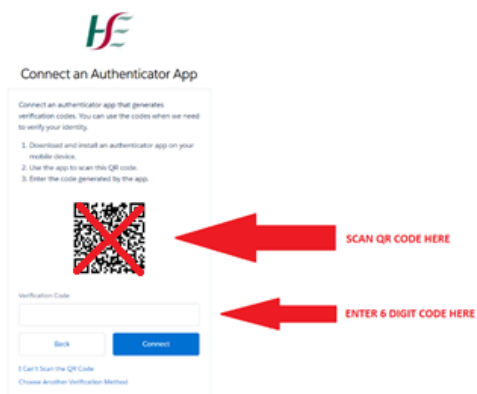 HSE
Connect an Authenticator App
Connect an authenticator app that generates
verification codes. You can use the codes when we need
to verify your identity.
1. Download and install an authenticator app on your
mobile device.
2. Use the app to scan this QR code.
3. Enter the code generated by the app.
SCAN QR CODE HERE
Verification Code
ENTER 6 DIGIT CODE HERE
Back
Connect
I Can't Scan the QR Code
Choose Another Verification Method